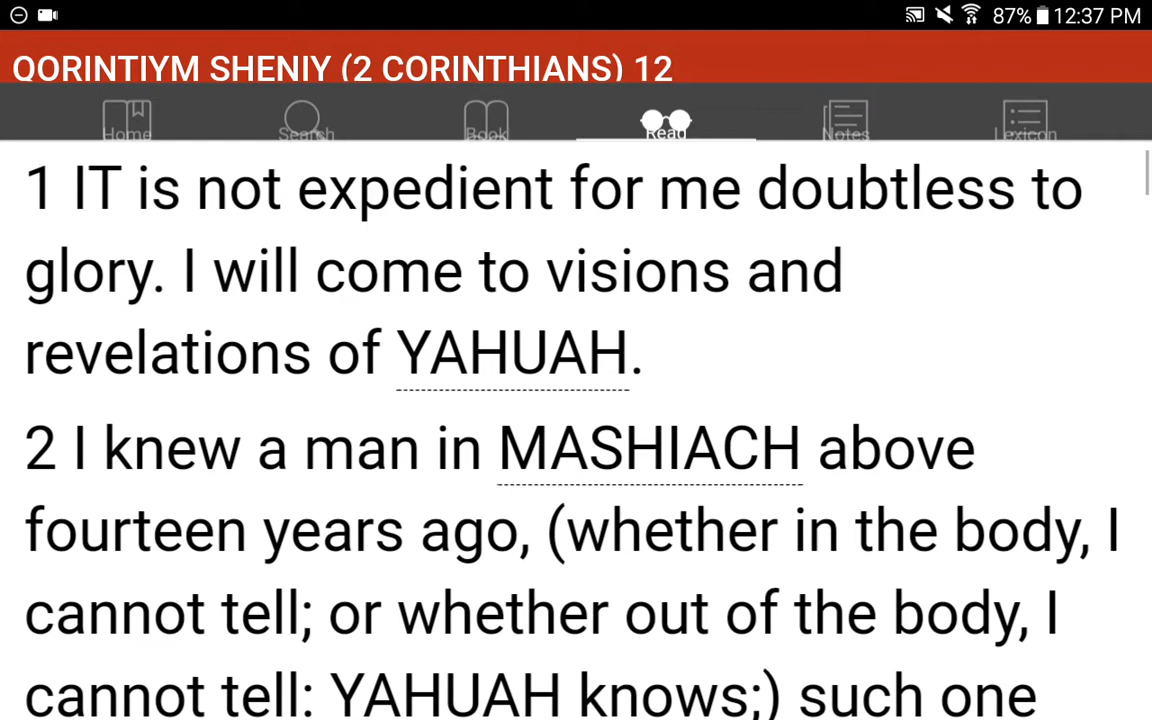 87% 12:37 PM
QORINTIYM SHENIY (2 CORINTHIANS) 12
Home Search Book Read Notes Lexicon
1 IT is not expedient for me doubtless to
glory. I will come to visions and
revelations of YAHUAH.
2 I knew a man in MASHIACH above
fourteen years ago, (whether in the body, I
cannot tell; or whether out of the body, I
cannot tell: YAHUAH knows;) such one